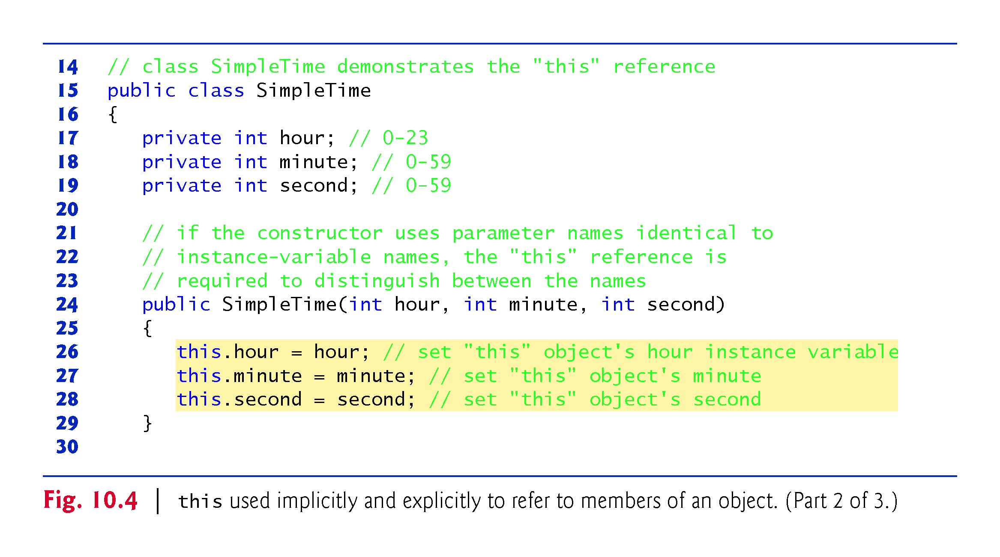 14 // class SimpleTime demonstrates the "this" reference
15 public class SimpleTime
16 {
17 private int hour; // 0-23
18 private int minute; // 0-59
19 private int second; // 0-59
20
21 // if the constructor uses parameter names identical to
22 // instance-variable names, the "this" reference is
23 // required to distinguish between the names
24 public SimpleTime(int hour, int minute, int second)
25 {
26 this.hour = hour; // set "this" object's hour instance variable
27 this.minute = minute; // set "this" object's minute
28 this.second = second; // set "this" object's second
29 }
30
Fig. 10.4 | this used implicitly and explicitly to refer to members of an object. (Part 2 of 3.)